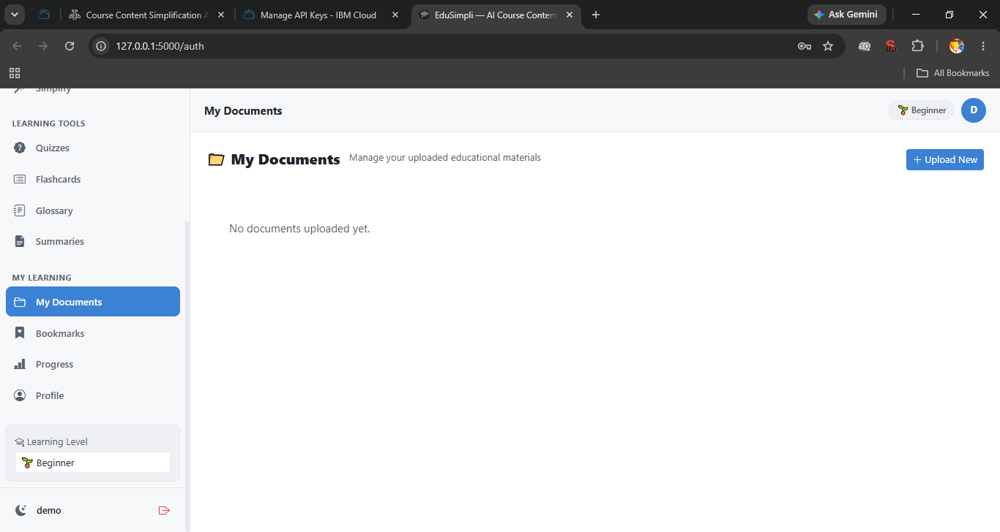 Course Content Simplification A
Manage API Keys - IBM Cloud
EduSimpli — AI Course Content
Ask Gemini
127.0.0.1:5000/auth
SEO
All Bookmarks
Simplify
LEARNING TOOLS
Quizzes
Flashcards
Glossary
Summaries
MY LEARNING
My Documents
Bookmarks
Progress
Profile
Learning Level
Beginner
demo
My Documents
Beginner
D
My Documents
Manage your uploaded educational materials
+ Upload New
No documents uploaded yet.